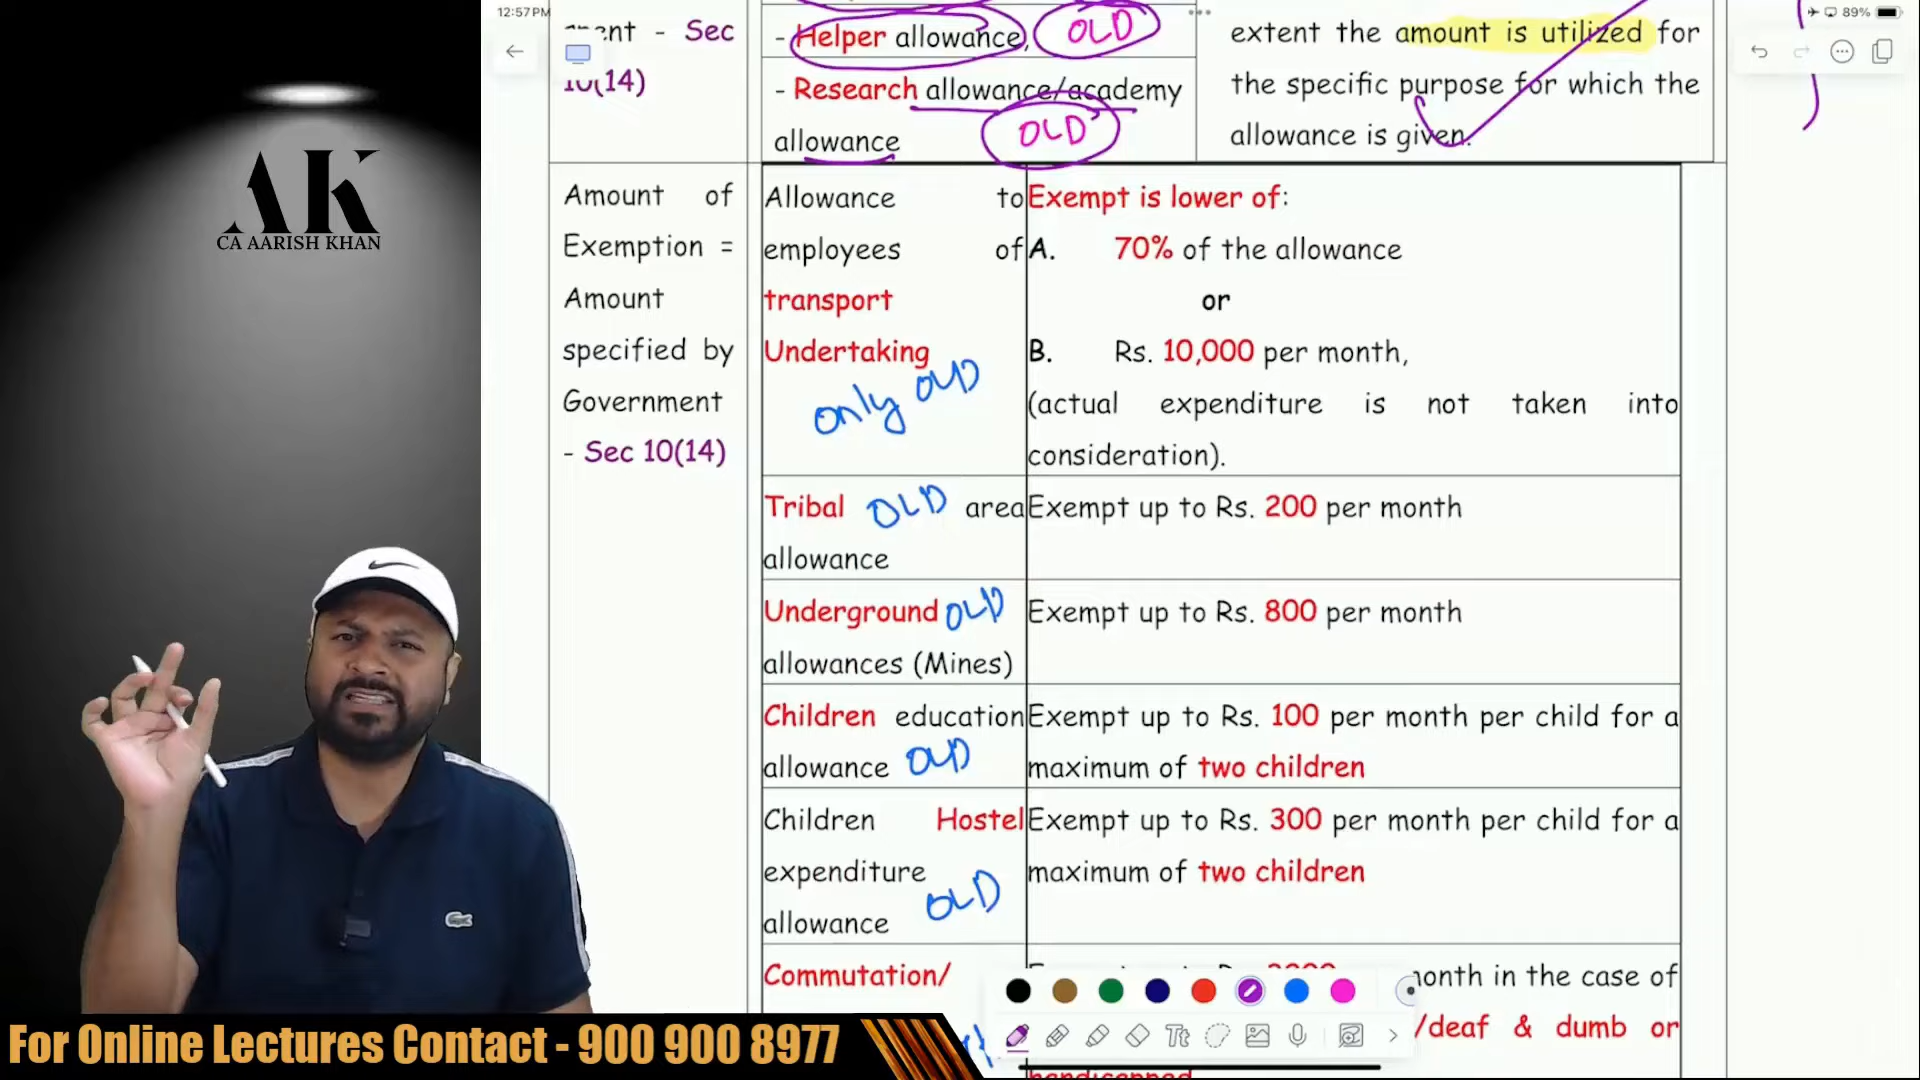 12:57PM
89%
- Sec
10(14)
- Helper allowance,
OLD
- Research allowance/academy
allowance
OLD
extent the amount is utilized for
the specific purpose for which the
allowance is given.
AK
CA AARISH KHAN
Amount of
Exemption =
Amount
specified by
Government
- Sec 10(14)
Allowance to
employees of
transport
Undertaking
only OLD
Exempt is lower of:
A. 70% of the allowance
or
B. Rs. 10,000 per month,
(actual expenditure is not taken into
consideration).
Tribal OLD area
allowance
Exempt up to Rs. 200 per month
Underground OLD
allowances (Mines)
Exempt up to Rs. 800 per month
Children education
allowance OLD
Exempt up to Rs. 100 per month per child for a
maximum of two children
Children Hostel
expenditure
allowance OLD
Exempt up to Rs. 300 per month per child for a
maximum of two children
Commutation/
month in the case of
/deaf & dumb or
Tt
For Online Lectures Contact - 900 900 8977